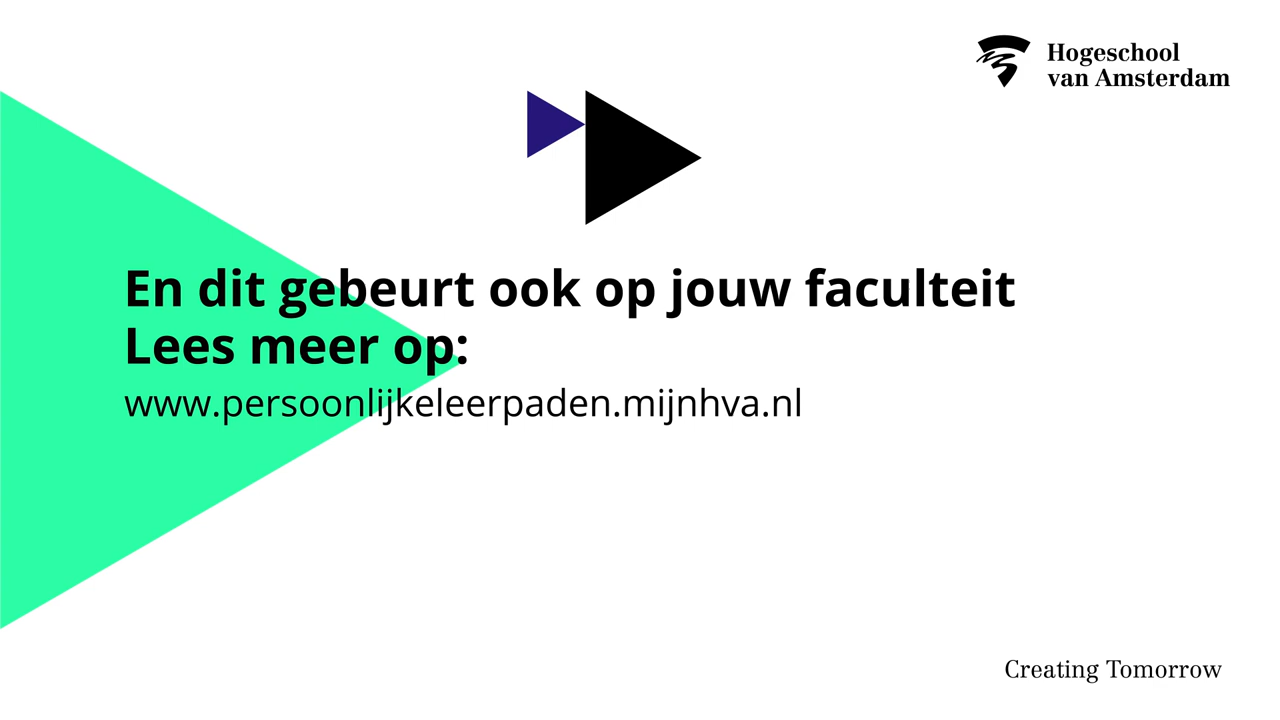 Hogeschool
van Amsterdam
En dit gebeurt ook op jouw faculteit
Lees meer op:
www.persoonlijkeleerpaden.mijnhva.nl
Creating Tomorrow